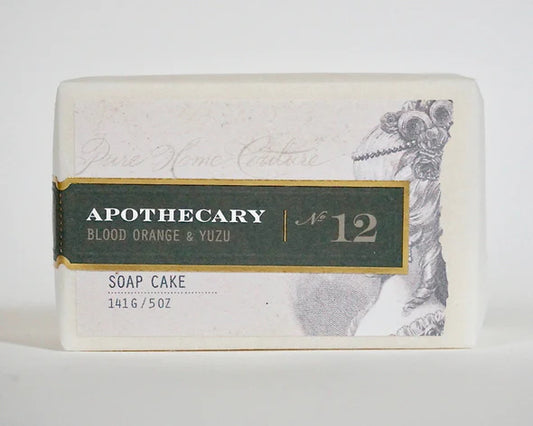 Pure Home Couture
APOTHECARY
BLOOD ORANGE & YUZU
No 12
SOAP CAKE
141G/5OZ